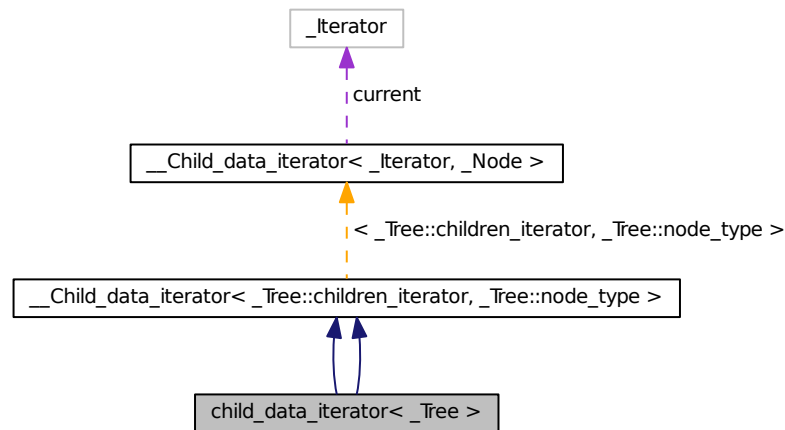 _Iterator
current
__Child_data_iterator< _Iterator, _Node >
< _Tree::children_iterator, _Tree::node_type >
__Child_data_iterator< _Tree::children_iterator, _Tree::node_type >
child_data_iterator< _Tree >